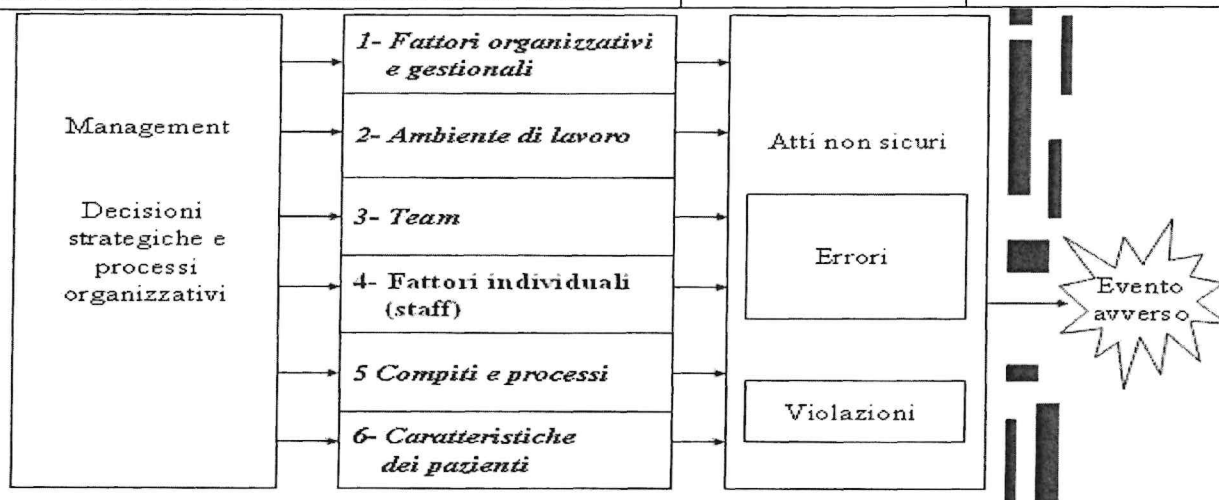 Management
Decisioni
strategiche e
processi
organizzativi
1- Fattori organizzativi
e gestionali
2- Ambiente di lavoro
3- Team
4- Fattori individuali
(staff)
5 Compiti e processi
6- Caratteristiche
dei pazienti
Atti non sicuri
Errori
Violazioni
Evento
avverso